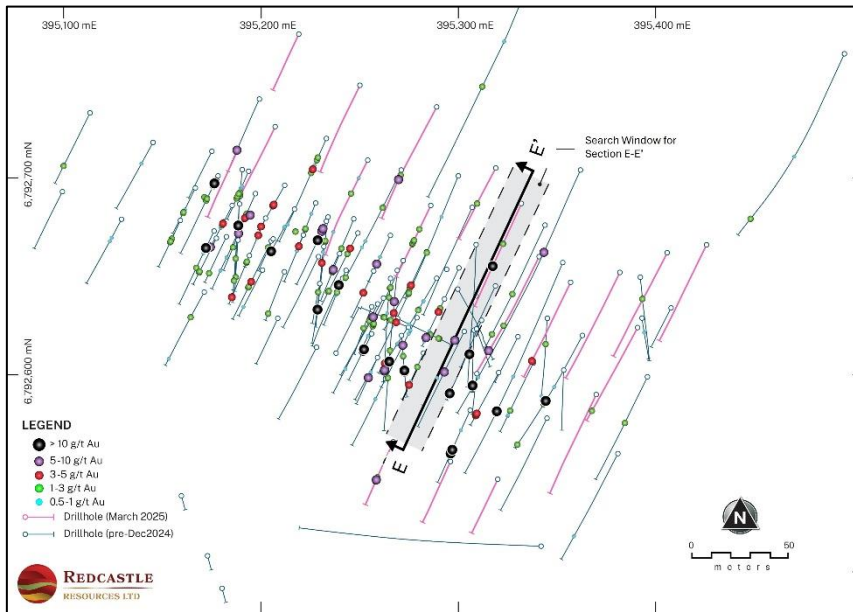 395,100 mE 395,200 mE 395,300 mE 395,400 mE
E'
Search Window for
Section E-E'
6,792,700 mN
6,792,600 mN
E
LEGEND
> 10 g/t Au
5-10 g/t Au
3-5 g/t Au
1-3 g/t Au
0.5-1 g/t Au
Drillhole (March 2025)
Drillhole (pre-Dec2024)
N
0 50
motors
REDCASTLE
RESOURCES LTD